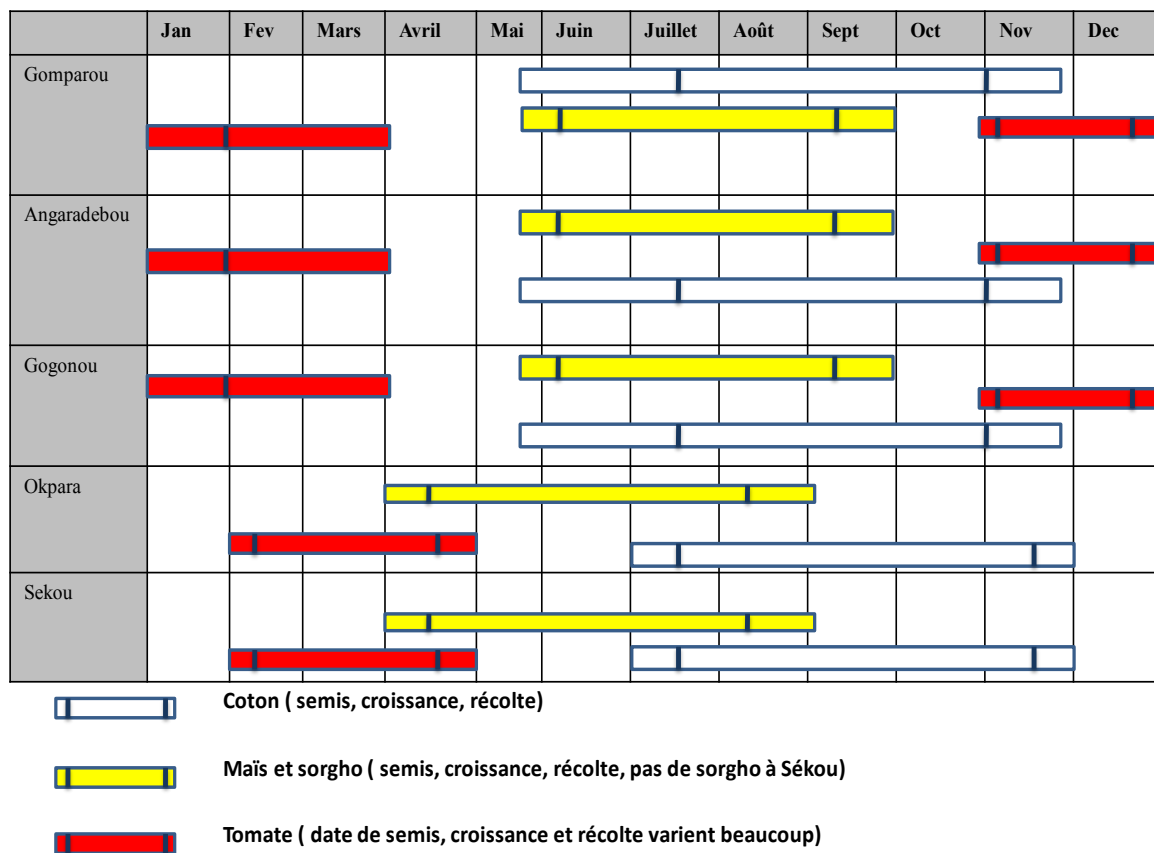 Jan Fev Mars Avril Mai Juin Juillet Août Sept Oct Nov Dec
Gomparou
Angaradebou
Gogonou
Okpara
Sekou
Coton ( semis, croissance, récolte)
Maïs et sorgho ( semis, croissance, récolte, pas de sorgho à Sékou)
Tomate ( date de semis, croissance et récolte varient beaucoup)